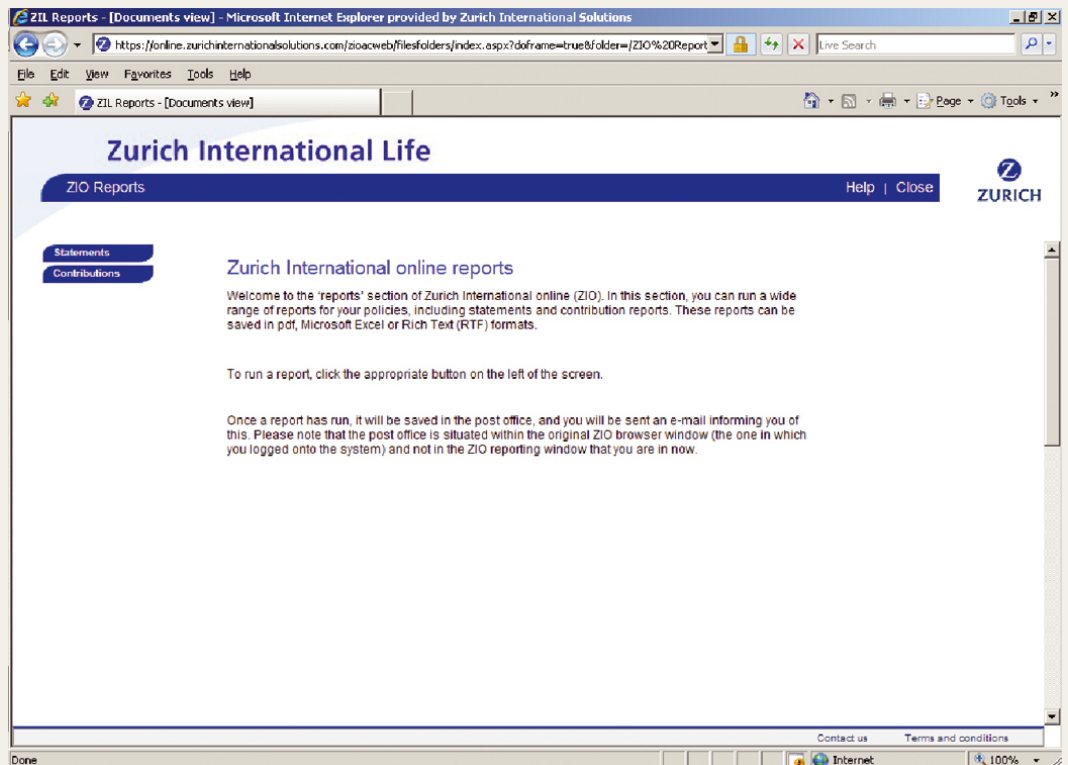 ZIL Reports - [Documents view] - Microsoft Internet Explorer provided by Zurich International Solutions
https://online.zurichinternationalsolutions.com/zioacweb/filesfolders/index.aspx?doframe=true&folder=/ZIO%20Report
Live Search
File Edit View Favorites Tools Help
ZIL Reports - [Documents view]
Page Tools
Zurich International Life
ZIO Reports
Help | Close
ZURICH
Statements
Contributions
Zurich International online reports
Welcome to the 'reports' section of Zurich International online (ZIO). In this section, you can run a wide
range of reports for your policies, including statements and contribution reports. These reports can be
saved in pdf, Microsoft Excel or Rich Text (RTF) formats.
To run a report, click the appropriate button on the left of the screen.
Once a report has run, it will be saved in the post office, and you will be sent an e-mail informing you of
this. Please note that the post office is situated within the original ZIO browser window (the one in which
you logged onto the system) and not in the ZIO reporting window that you are in now.
Contact us Terms and conditions
Done
Internet
100%